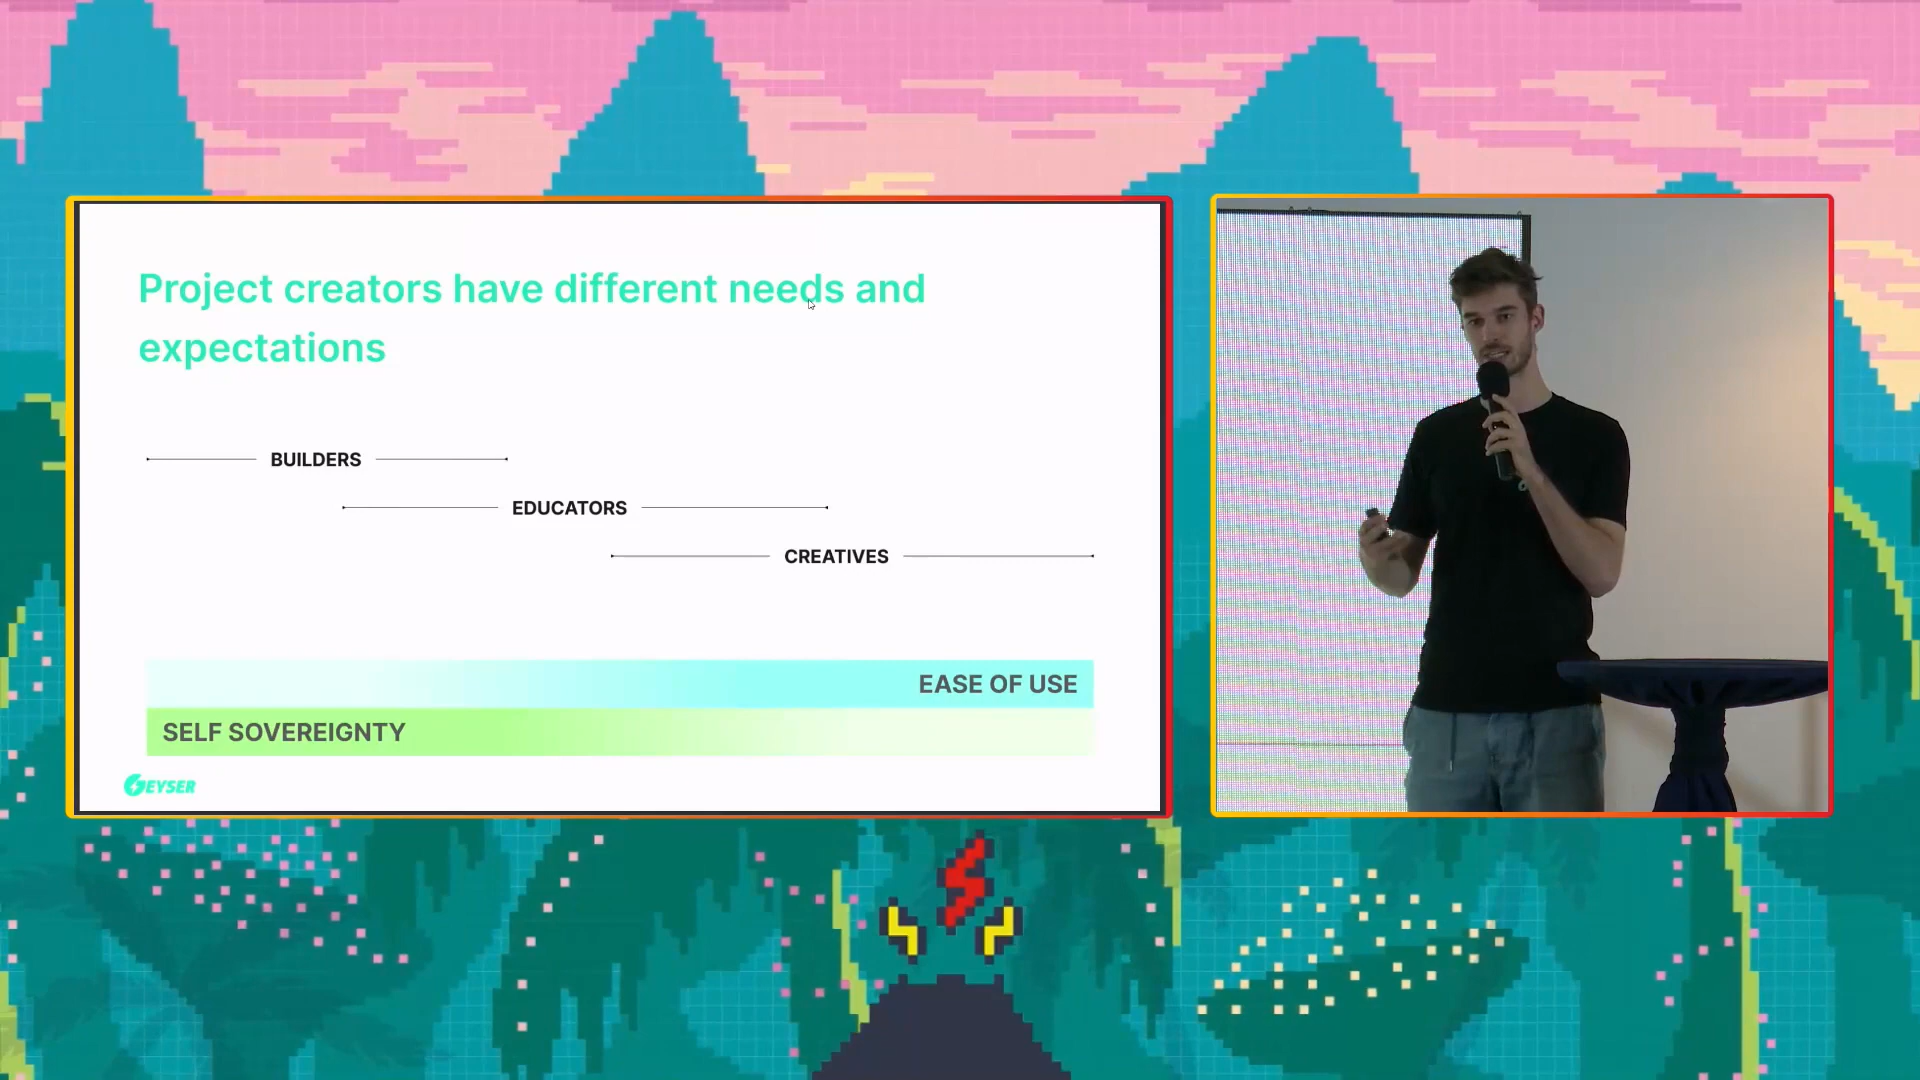 Project creators have different needs and
expectations
BUILDERS
EDUCATORS
CREATIVES
EASE OF USE
SELF SOVEREIGNTY
GEYSER